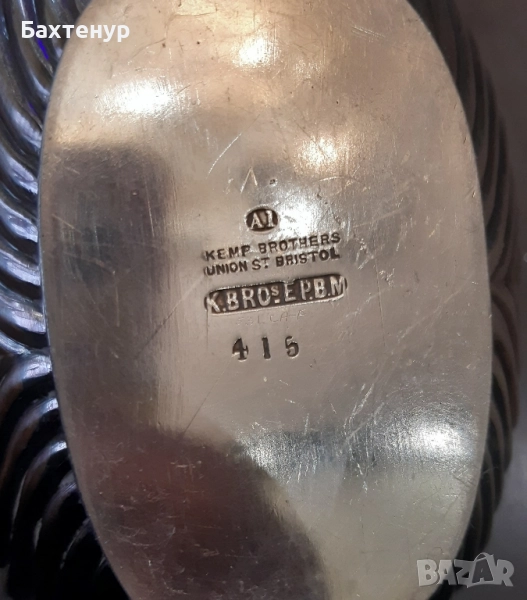 Бахтенур
A1
KEMP BROTHERS
UNION ST BRISTOL
K.BROS E.P.B.M
415
BAZAR